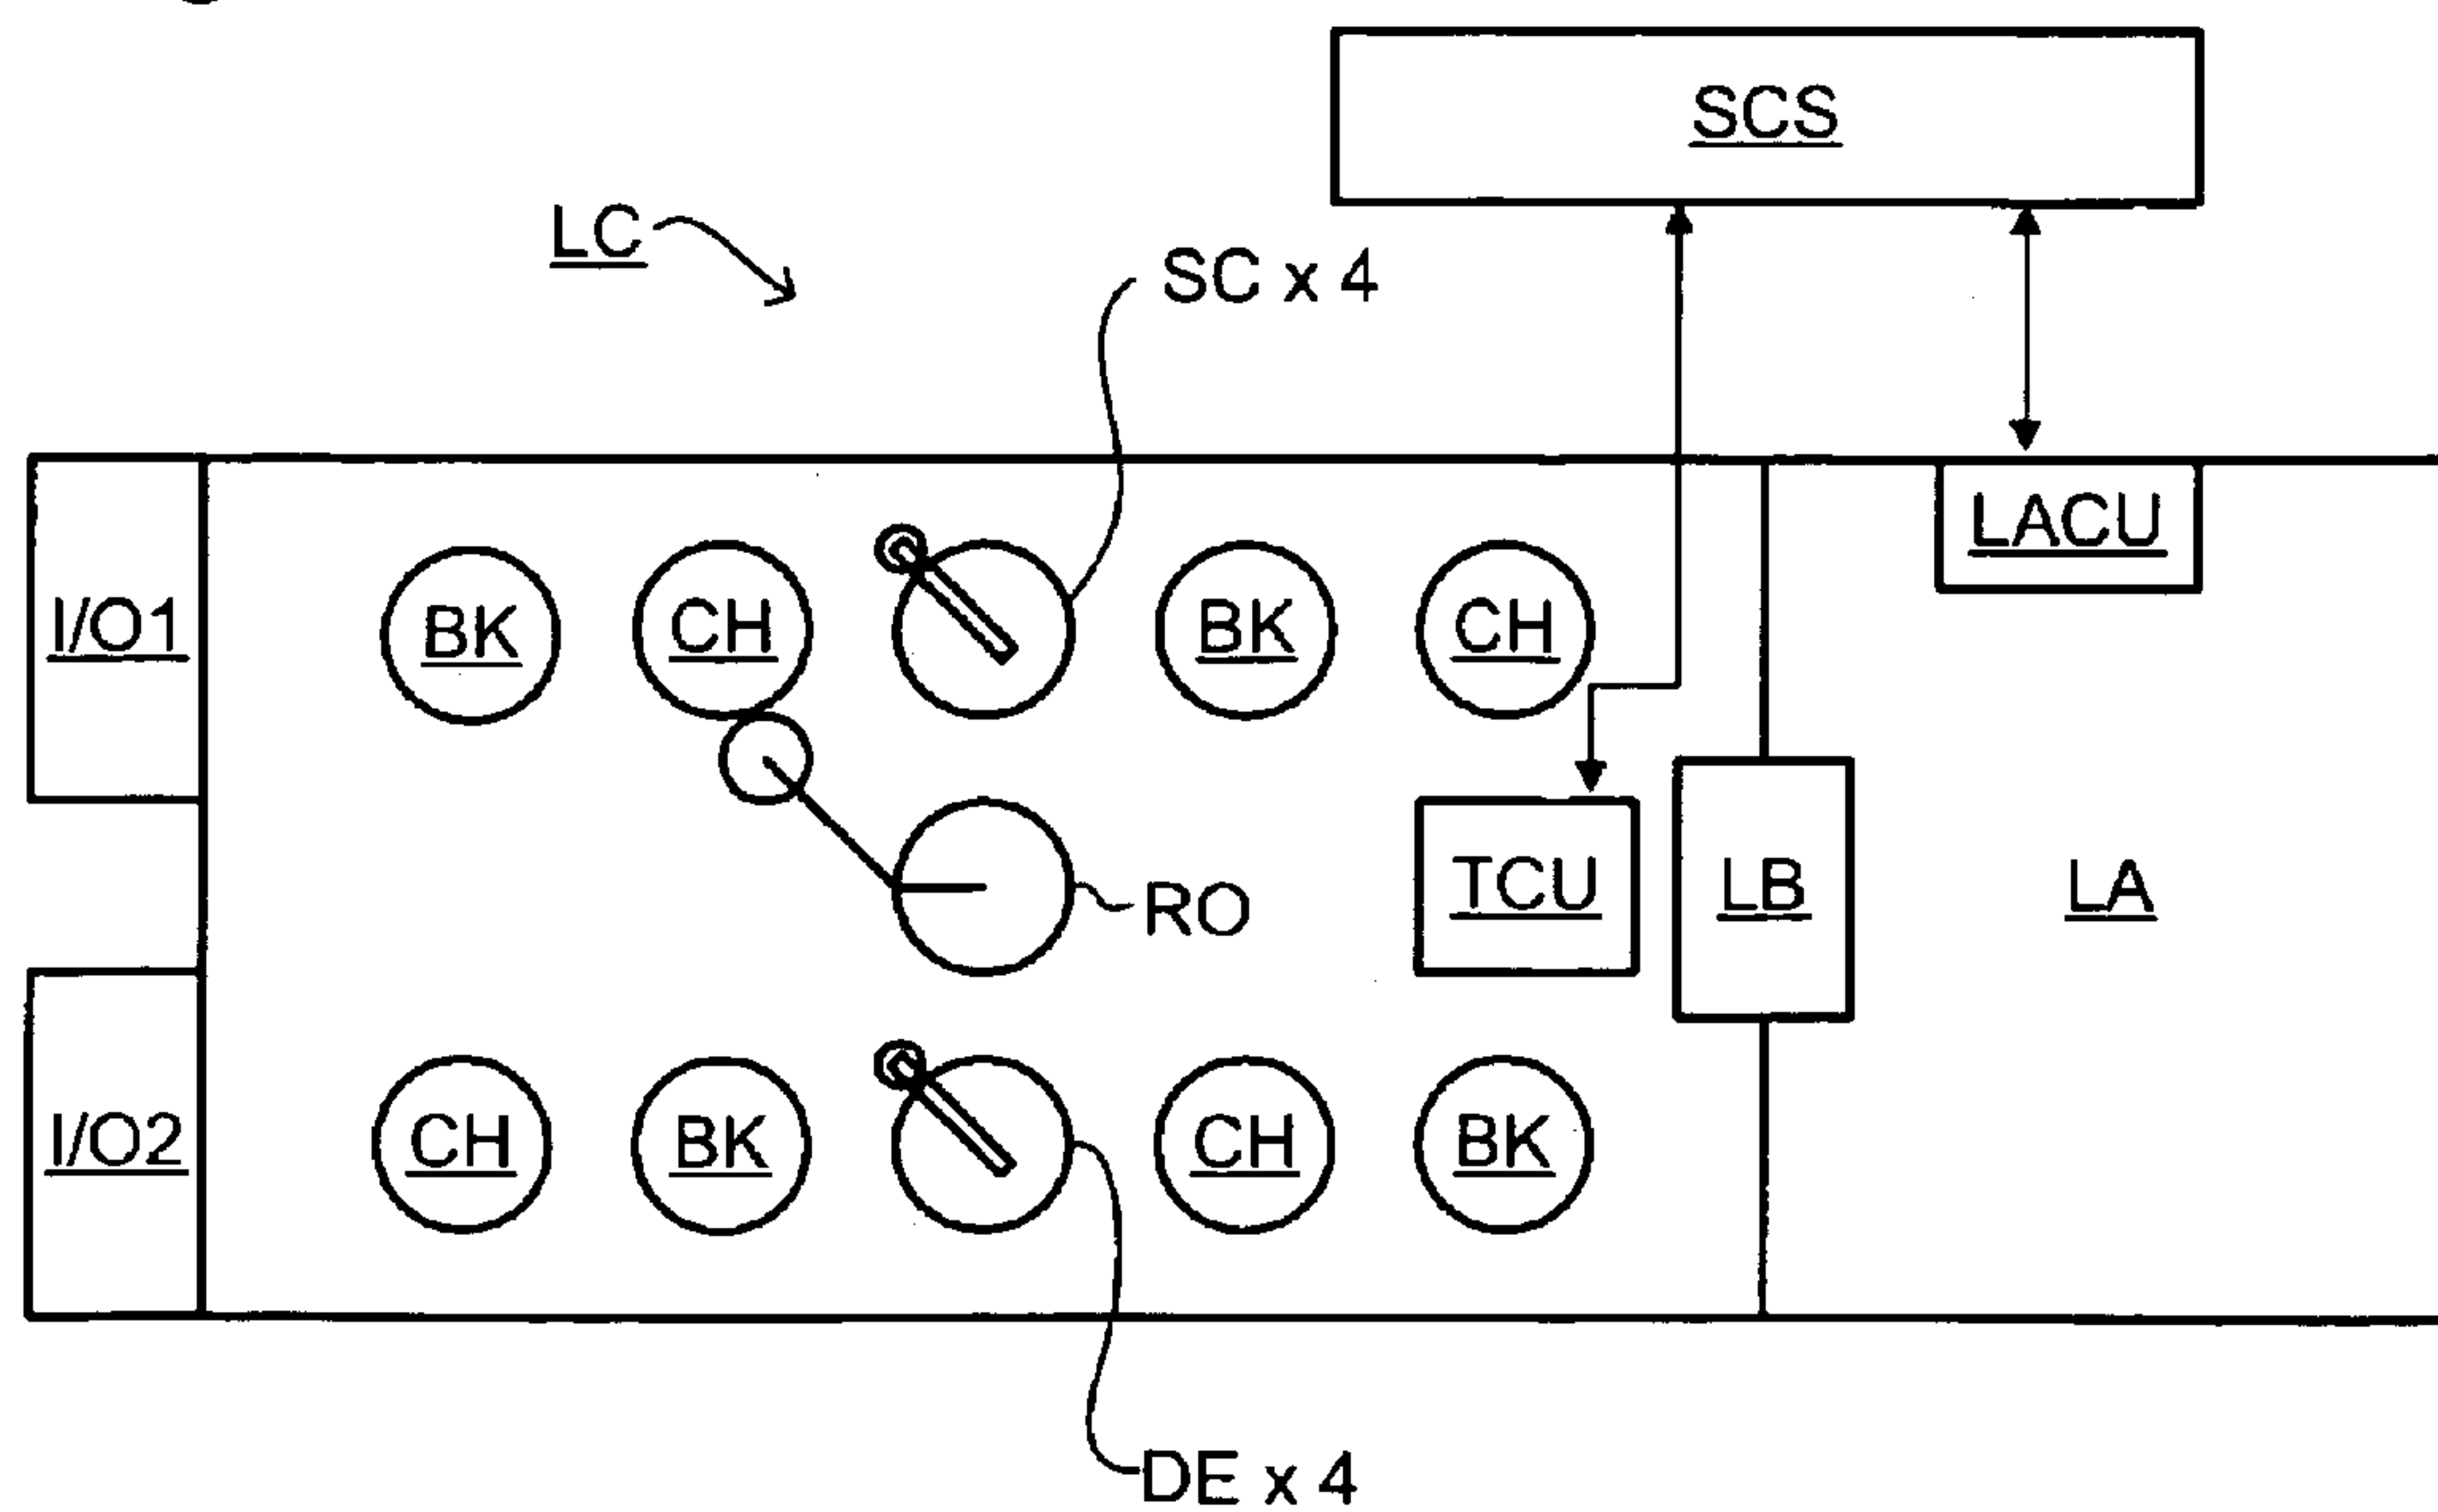 SCS
LC
SC x 4
LACU
I/O1
BK
CH
BK
CH
TCU
LB
LA
RO
I/O2
CH
BK
CH
BK
DE x 4